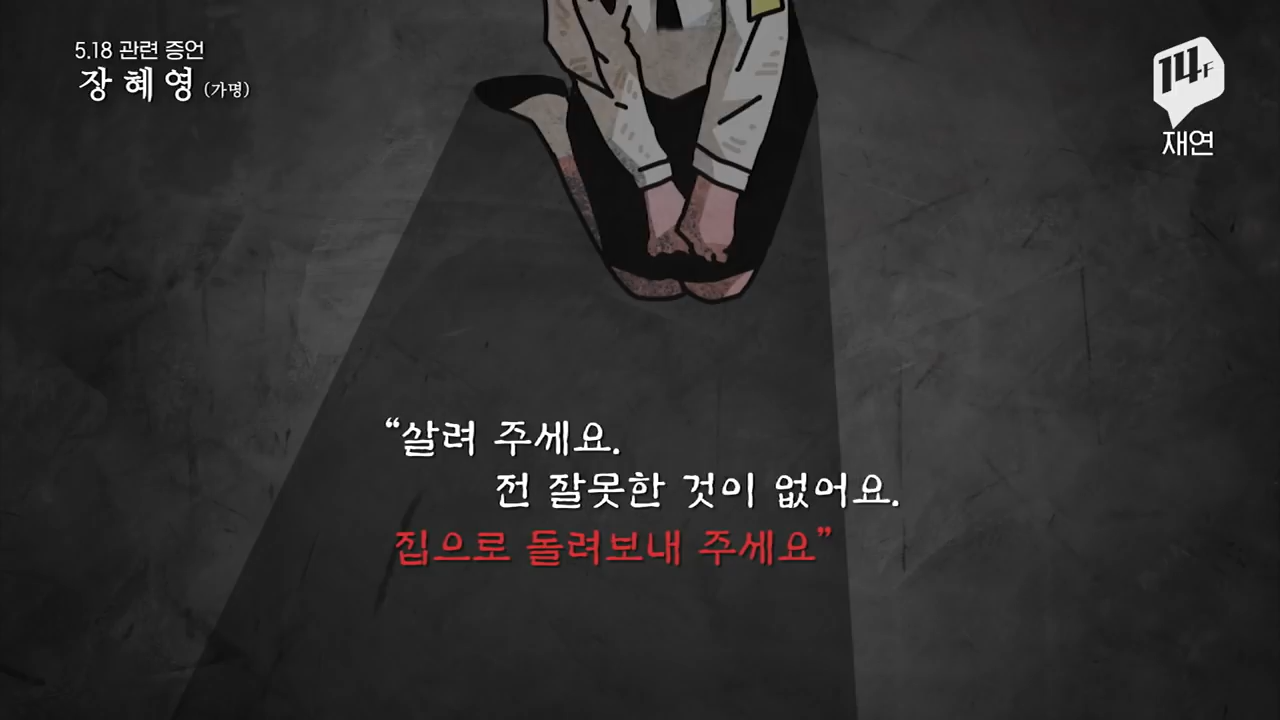 5.18 관련 증언
장혜영 (가명)
14F
재연
“살려 주세요.
전 잘못한 것이 없어요.
집으로 돌려보내 주세요”